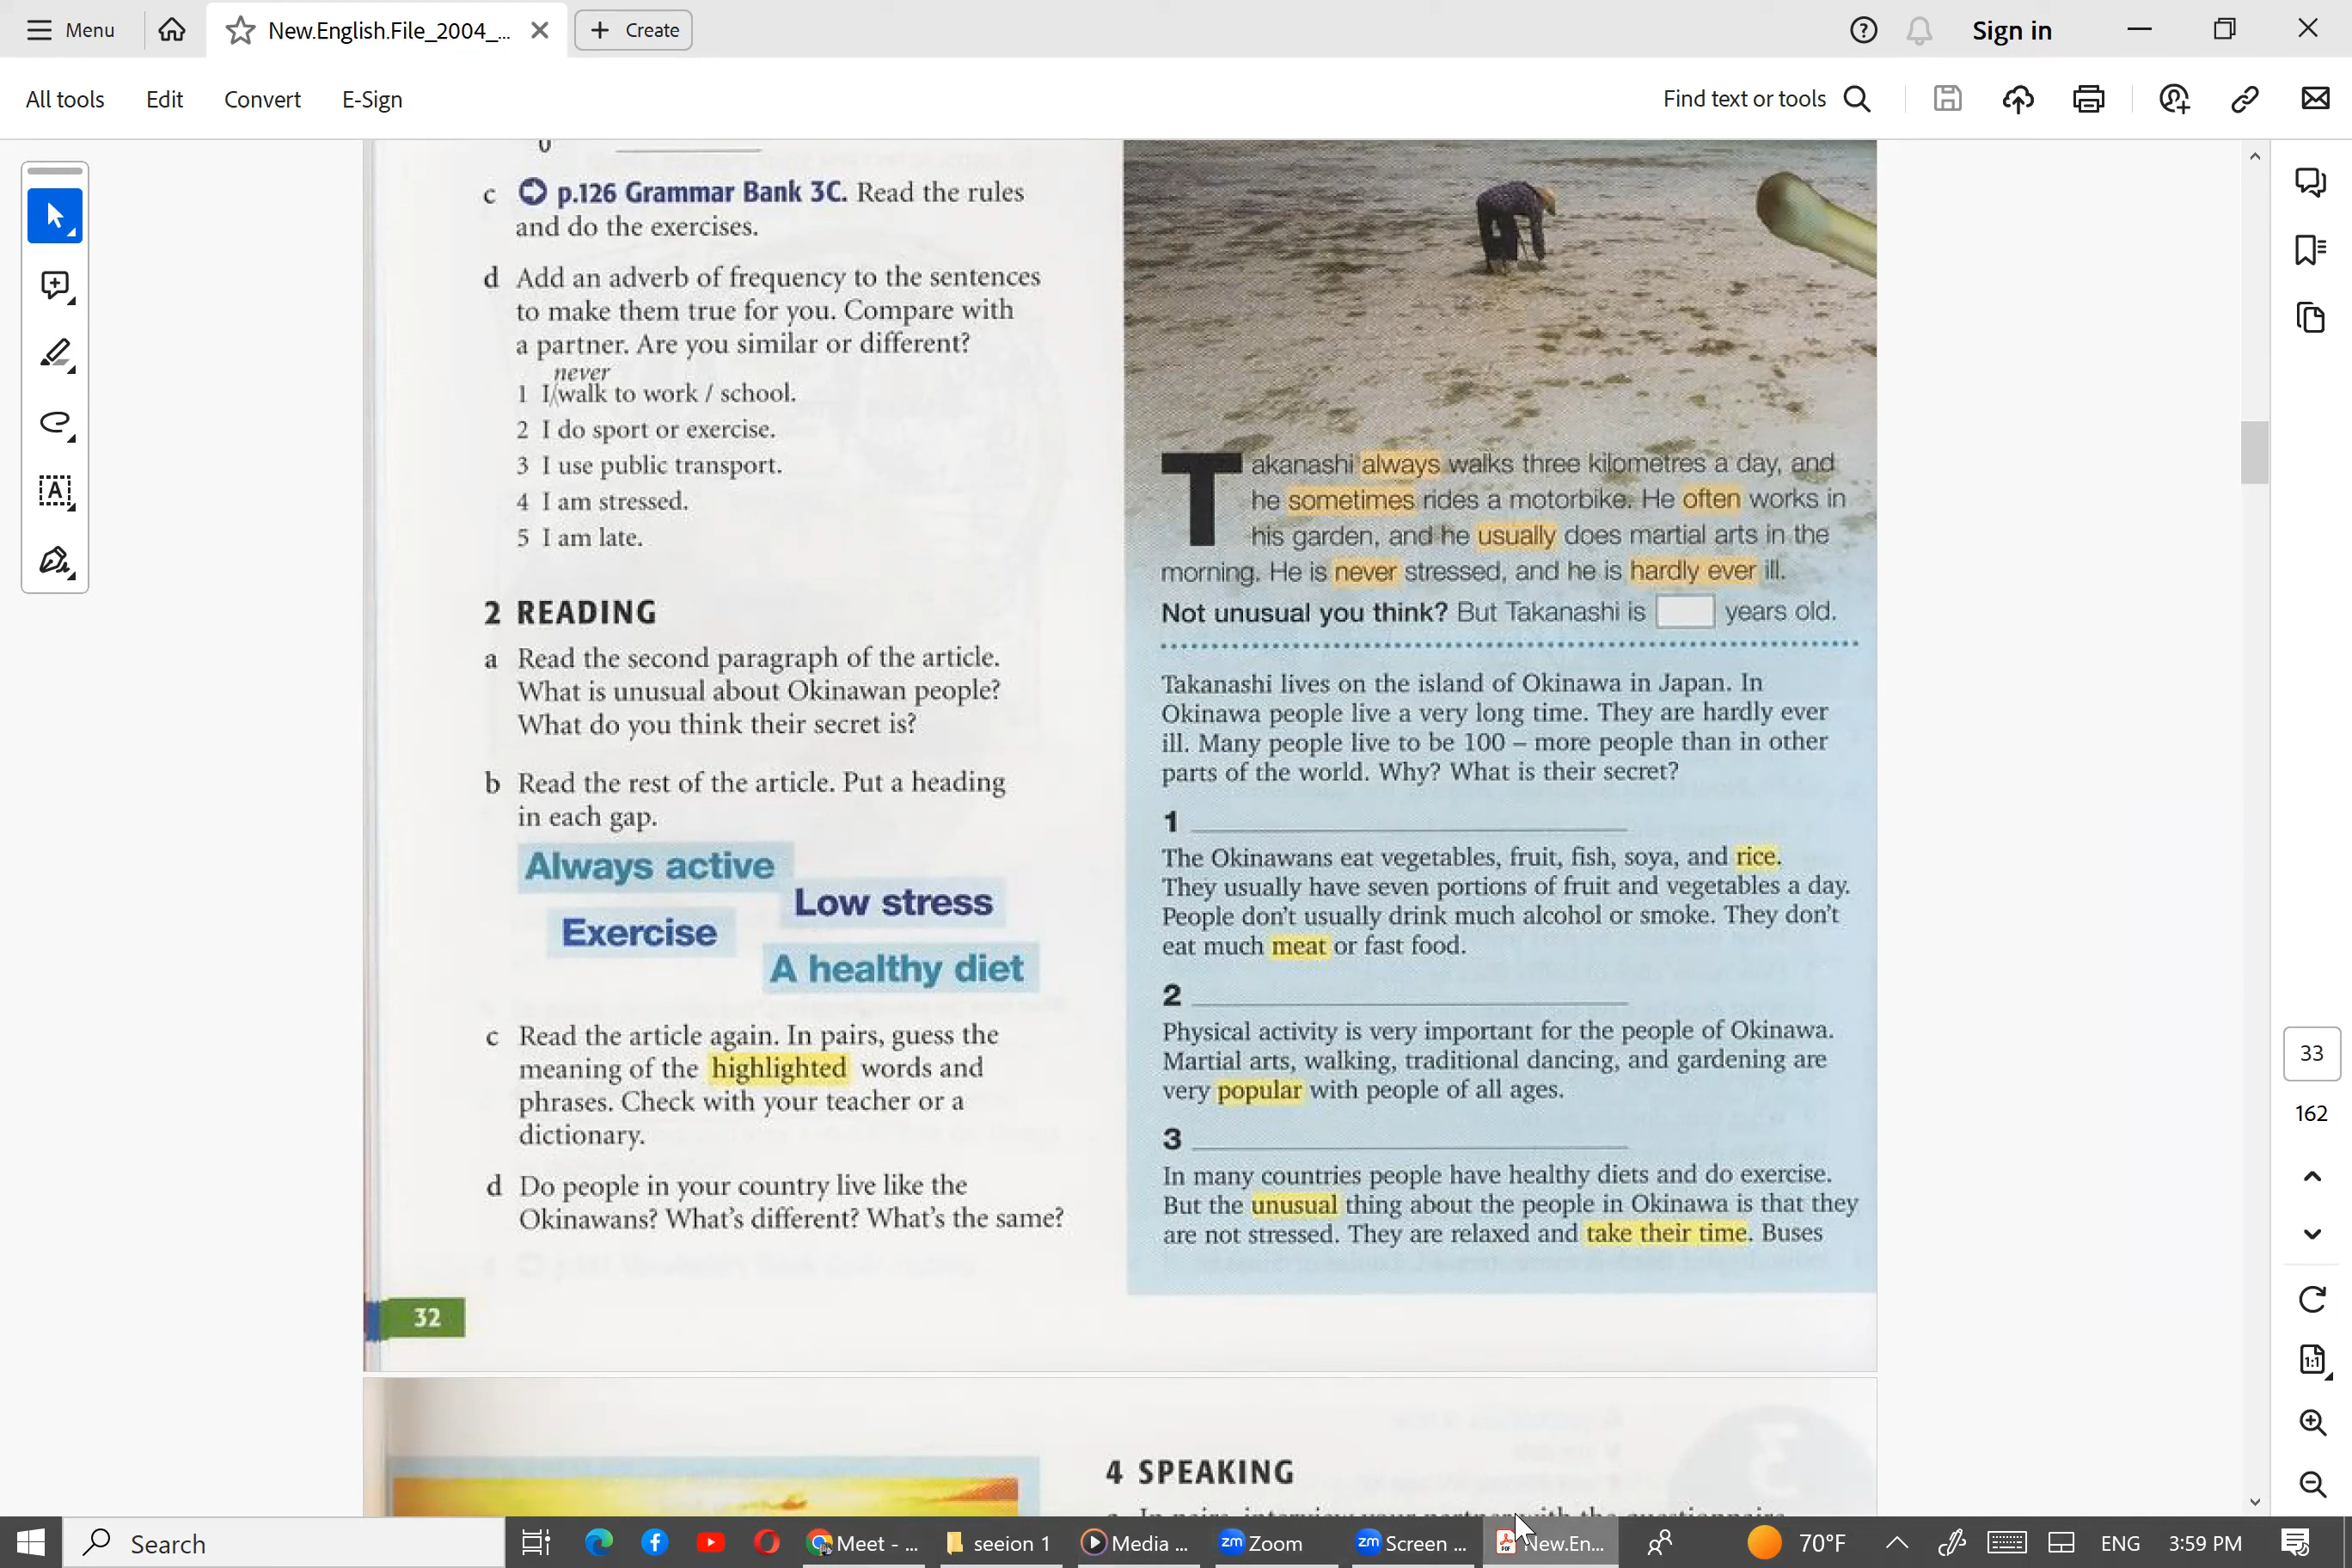 Menu
New.English.File_2004_...
Create
Sign in
All tools
Edit
Convert
E-Sign
Find text or tools
c p.126 Grammar Bank 3C. Read the rules
and do the exercises.
d Add an adverb of frequency to the sentences
to make them true for you. Compare with
a partner. Are you similar or different?
never
1 I/walk to work / school.
2 I do sport or exercise.
3 I use public transport.
4 I am stressed.
5 I am late.
2 READING
a Read the second paragraph of the article.
What is unusual about Okinawan people?
What do you think their secret is?
b Read the rest of the article. Put a heading
in each gap.
Always active
Low stress
Exercise
A healthy diet
c Read the article again. In pairs, guess the
meaning of the highlighted words and
phrases. Check with your teacher or a
dictionary.
d Do people in your country live like the
Okinawans? What's different? What's the same?
32
Takanashi always walks three kilometres a day, and
he sometimes rides a motorbike. He often works in
his garden, and he usually does martial arts in the
morning. He is never stressed, and he is hardly ever ill.
Not unusual you think? But Takanashi is years old.
Takanashi lives on the island of Okinawa in Japan. In
Okinawa people live a very long time. They are hardly ever
ill. Many people live to be 100 – more people than in other
parts of the world. Why? What is their secret?
1
The Okinawans eat vegetables, fruit, fish, soya, and rice.
They usually have seven portions of fruit and vegetables a day.
People don't usually drink much alcohol or smoke. They don't
eat much meat or fast food.
2
Physical activity is very important for the people of Okinawa.
Martial arts, walking, traditional dancing, and gardening are
very popular with people of all ages.
3
In many countries people have healthy diets and do exercise.
But the unusual thing about the people in Okinawa is that they
are not stressed. They are relaxed and take their time. Buses
4 SPEAKING
33
162
Search
Meet - ...
seeion 1
Media ...
Zoom
Screen ...
New.En...
70°F
ENG
3:59 PM